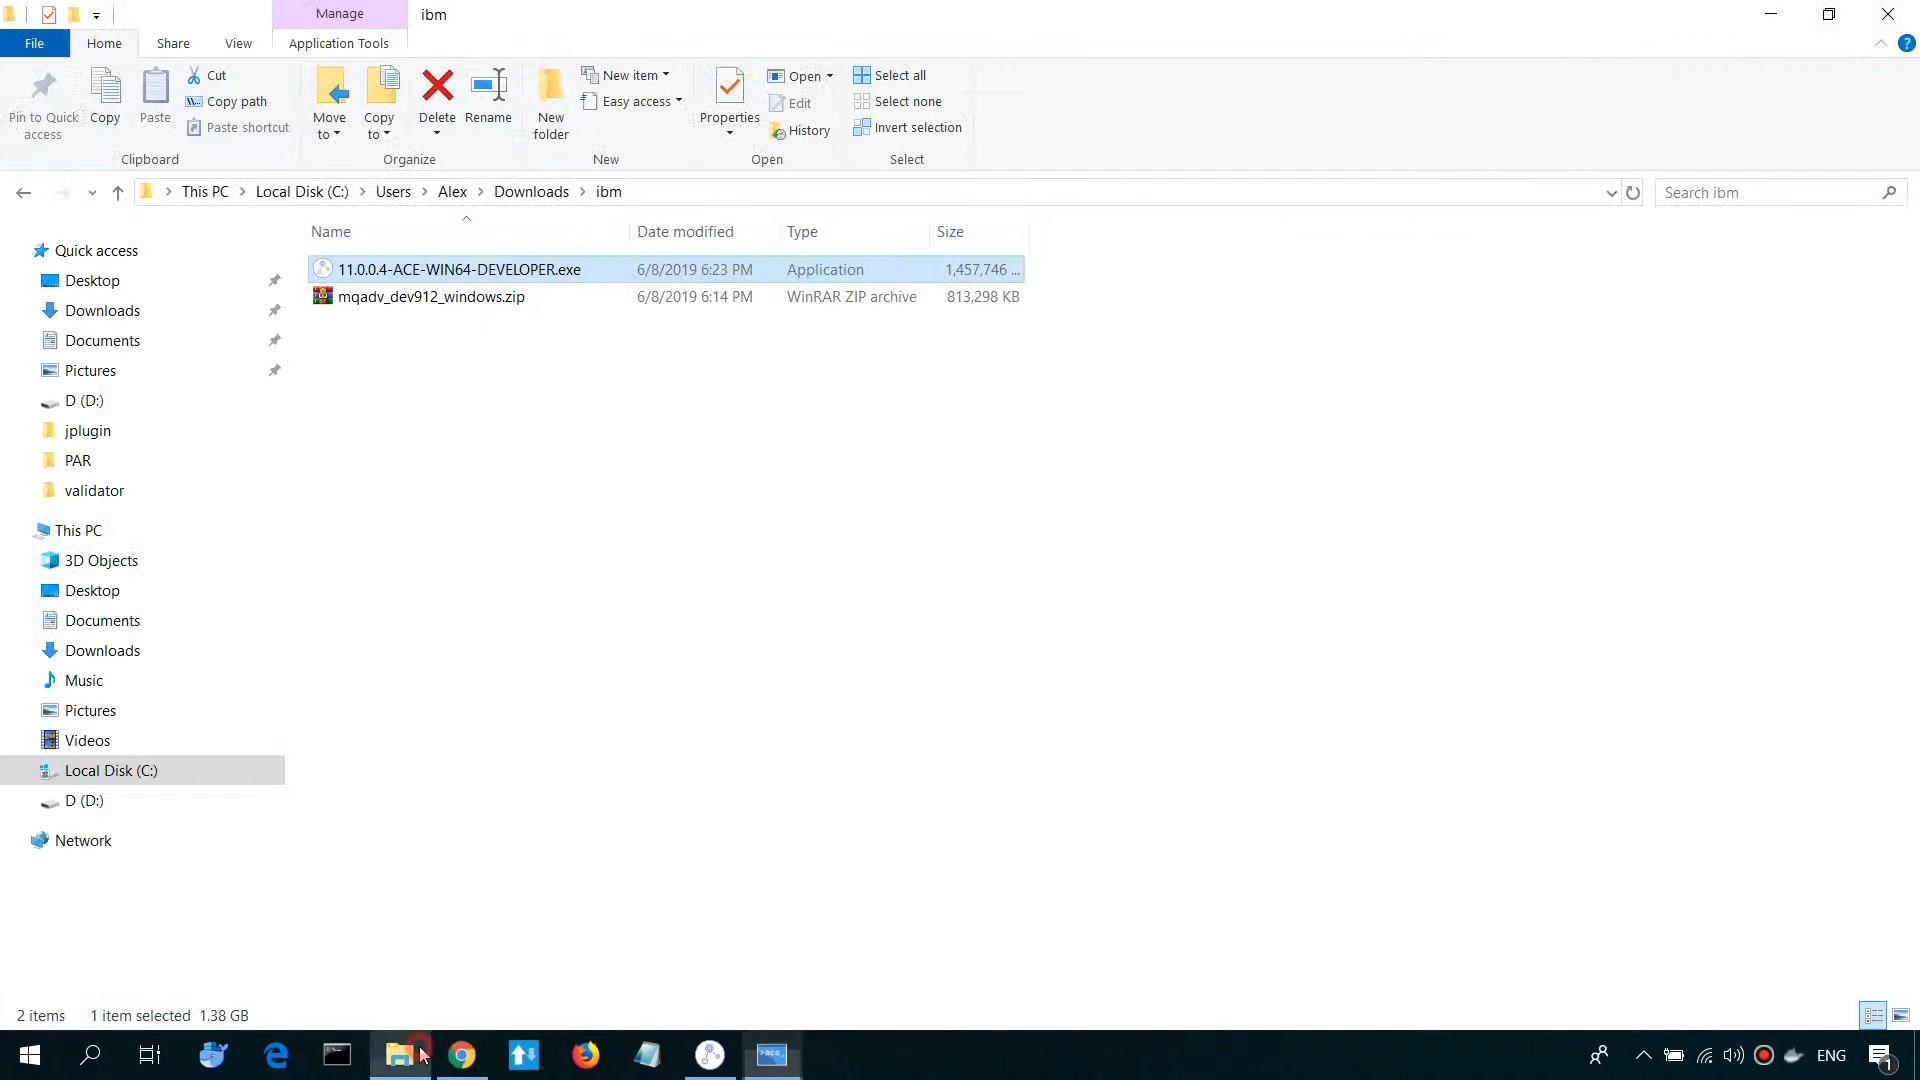 Manage
ibm
File
Home
Share
View
Application Tools
Pin to Quick access
Copy
Paste
Cut
Copy path
Paste shortcut
Clipboard
Move to
Copy to
Delete
Rename
Organize
New folder
New item
Easy access
New
Properties
Open
Edit
History
Open
Select all
Select none
Invert selection
Select
This PC > Local Disk (C:) > Users > Alex > Downloads > ibm
Search ibm
Name
Date modified
Type
Size
11.0.0.4-ACE-WIN64-DEVELOPER.exe 6/8/2019 6:23 PM Application 1,457,746 ...
mqadv_dev912_windows.zip 6/8/2019 6:14 PM WinRAR ZIP archive 813,298 KB
Quick access
Desktop
Downloads
Documents
Pictures
D (D:)
jplugin
PAR
validator
This PC
3D Objects
Desktop
Documents
Downloads
Music
Pictures
Videos
Local Disk (C:)
D (D:)
Network
2 items 1 item selected 1.38 GB
ace
ENG
1